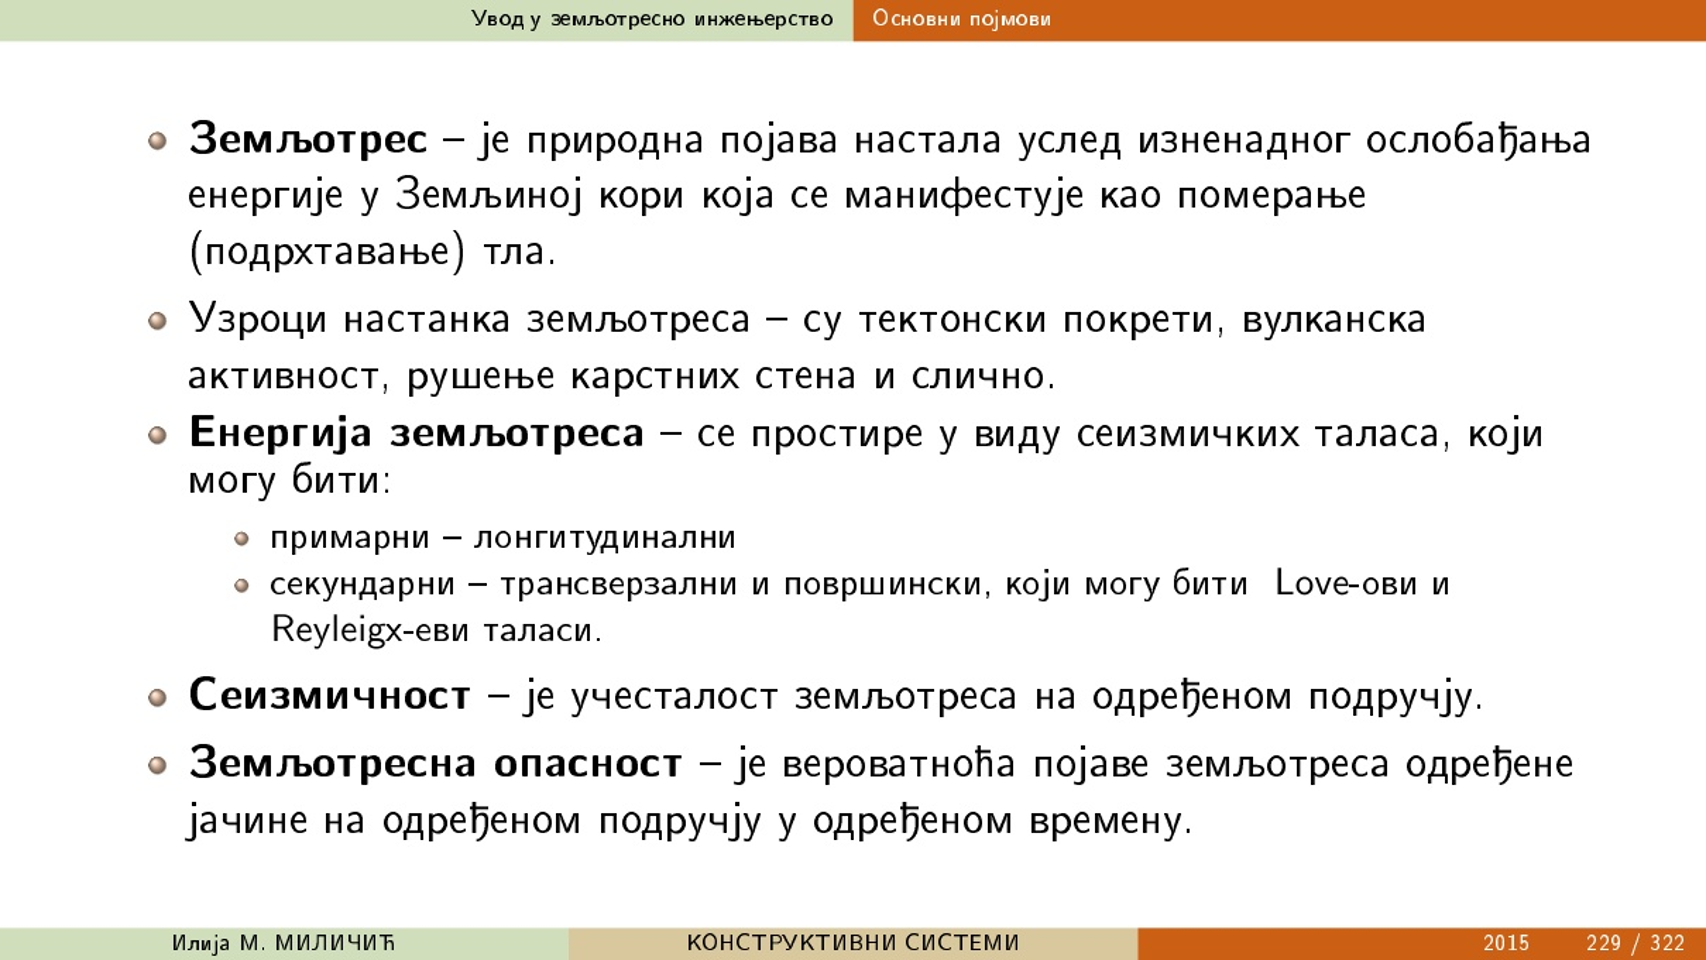 Увод у земљотресно инжењерство
Основни појмови
Земљотрес – је природна појава настала услед изненадног ослобађања
енергије у Земљиној кори која се манифестује као померање
(подрхтавање) тла.
Узроци настанка земљотреса – су тектонски покрети, вулканска
активност, рушење карстних стена и слично.
Енергија земљотреса – се простире у виду сеизмичких таласа, који
могу бити:
примарни – лонгитудинални
секундарни – трансверзални и површински, који могу бити Love-ови и
Reyleigx-еви таласи.
Сеизмичност – је учесталост земљотреса на одређеном подручју.
Земљотресна опасност – је вероватноћа појаве земљотреса одређене
јачине на одређеном подручју у одређеном времену.
Илија М. МИЛИЧИЋ
КОНСТРУКТИВНИ СИСТЕМИ
2015
229 / 322